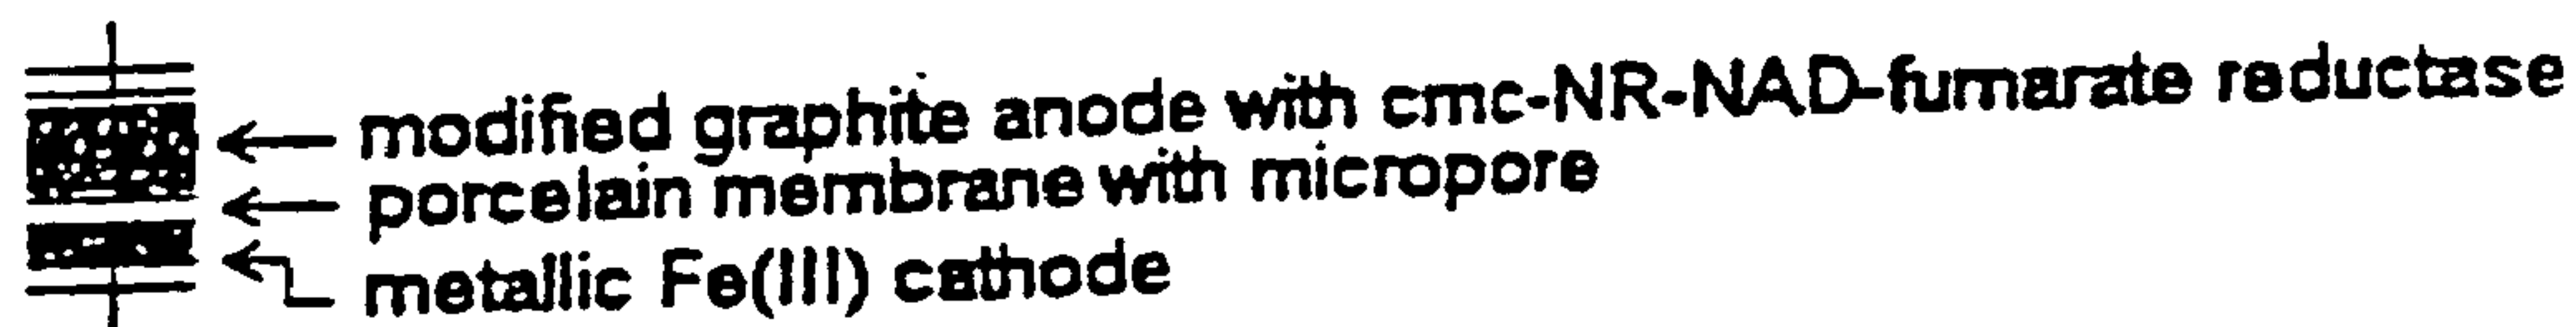 modified graphite anode with cmc-NR-NAD-fumarate reductase
porcelain membrane with micropore
metallic Fe(III) cathode